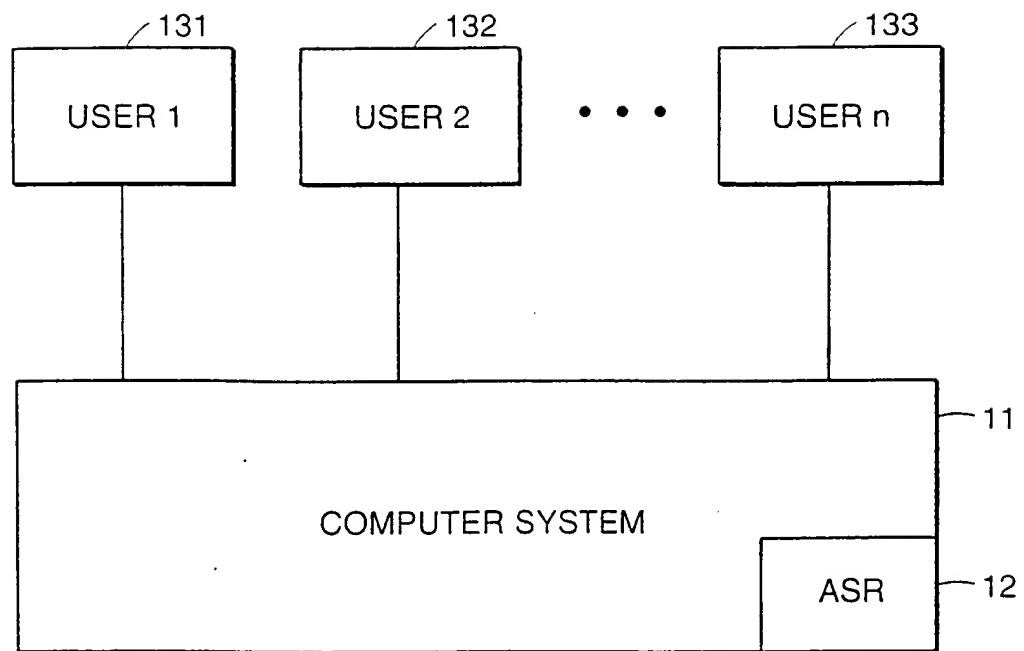 131
132
133
USER 1
USER 2
• • •
USER n
11
COMPUTER SYSTEM
ASR
12